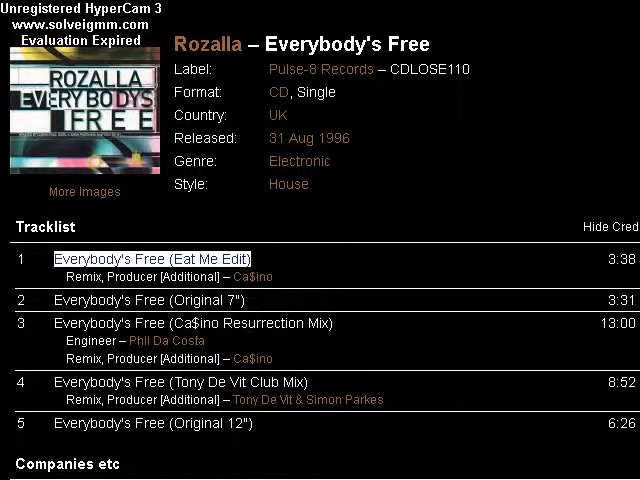 Unregistered HyperCam 3
www.solveigmm.com
Evaluation Expired
ROZALLA
EVERYBODYS
FREE
More Images
Rozalla – Everybody's Free
Label: Pulse-8 Records – CDLOSE110
Format: CD, Single
Country: UK
Released: 31 Aug 1996
Genre: Electronic
Style: House
Tracklist Hide Cred
1 Everybody's Free (Eat Me Edit) 3:38
Remix, Producer [Additional] – Ca$ino
2 Everybody's Free (Original 7") 3:31
3 Everybody's Free (Ca$ino Resurrection Mix) 13:00
Engineer – Phil Da Costa
Remix, Producer [Additional] – Ca$ino
4 Everybody's Free (Tony De Vit Club Mix) 8:52
Remix, Producer [Additional] – Tony De Vit & Simon Parkes
5 Everybody's Free (Original 12") 6:26
Companies etc